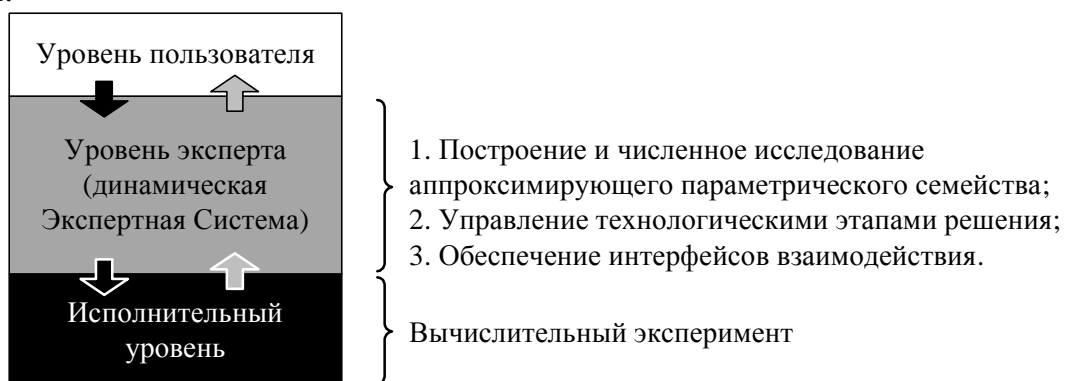 Уровень пользователя
Уровень эксперта
(динамическая
Экспертная Система)
1. Построение и численное исследование
аппроксимирующего параметрического семейства;
2. Управление технологическими этапами решения;
3. Обеспечение интерфейсов взаимодействия.
Исполнительный
уровень
Вычислительный эксперимент